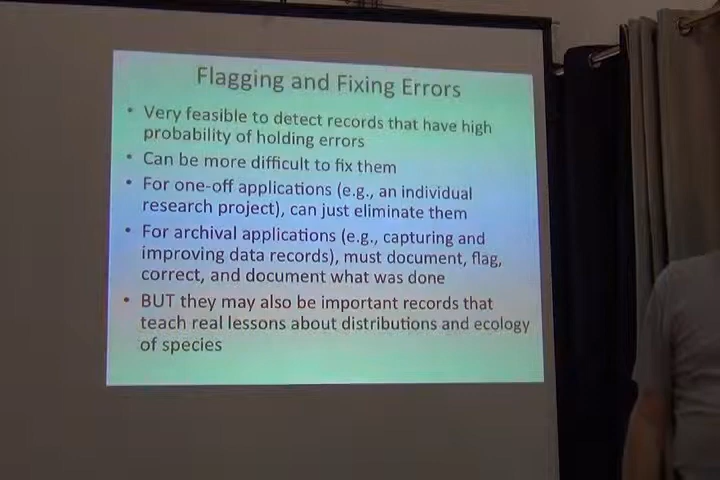 Flagging and Fixing Errors
• Very feasible to detect records that have high
probability of holding errors
• Can be more difficult to fix them
• For one-off applications (e.g., an individual
research project), can just eliminate them
• For archival applications (e.g., capturing and
improving data records), must document, flag,
correct, and document what was done
• BUT they may also be important records that
teach real lessons about distributions and ecology
of species